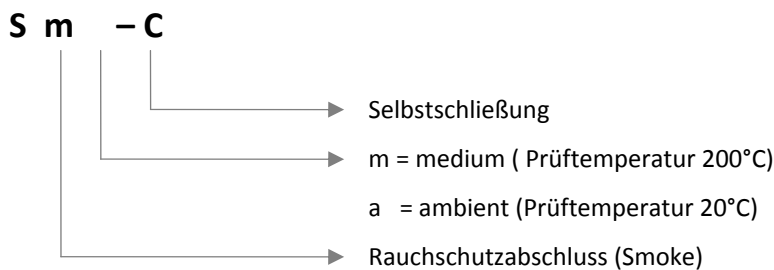 S m – C
Selbstschließung
m = medium ( Prüftemperatur 200°C)
a = ambient (Prüftemperatur 20°C)
Rauchschutzabschluss (Smoke)